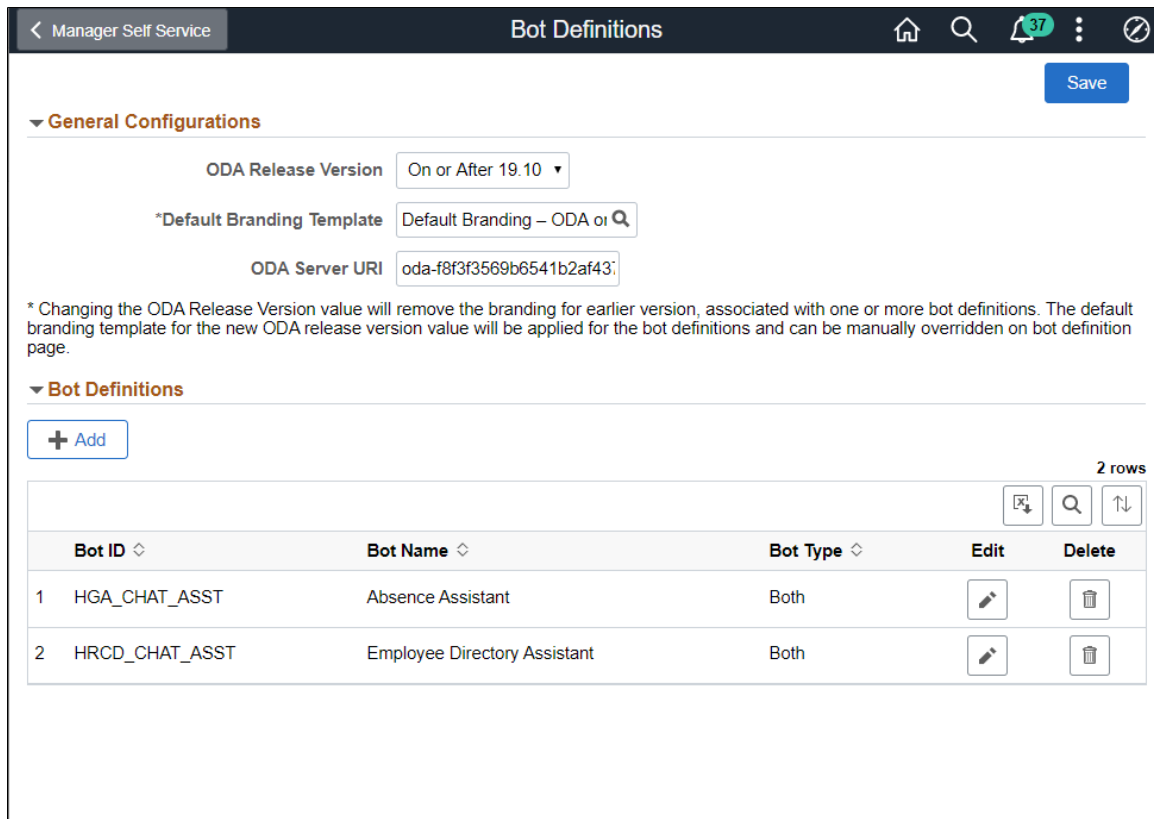 Manager Self Service
Bot Definitions
37
Save
General Configurations
ODA Release Version
On or After 19.10
*Default Branding Template
Default Branding – ODA or
ODA Server URI
oda-f8f3f3569b6541b2af437
* Changing the ODA Release Version value will remove the branding for earlier version, associated with one or more bot definitions. The default
branding template for the new ODA release version value will be applied for the bot definitions and can be manually overridden on bot definition
page.
Bot Definitions
Add
2 rows
Bot ID Bot Name Bot Type Edit Delete
1 HGA_CHAT_ASST Absence Assistant Both
2 HRCD_CHAT_ASST Employee Directory Assistant Both